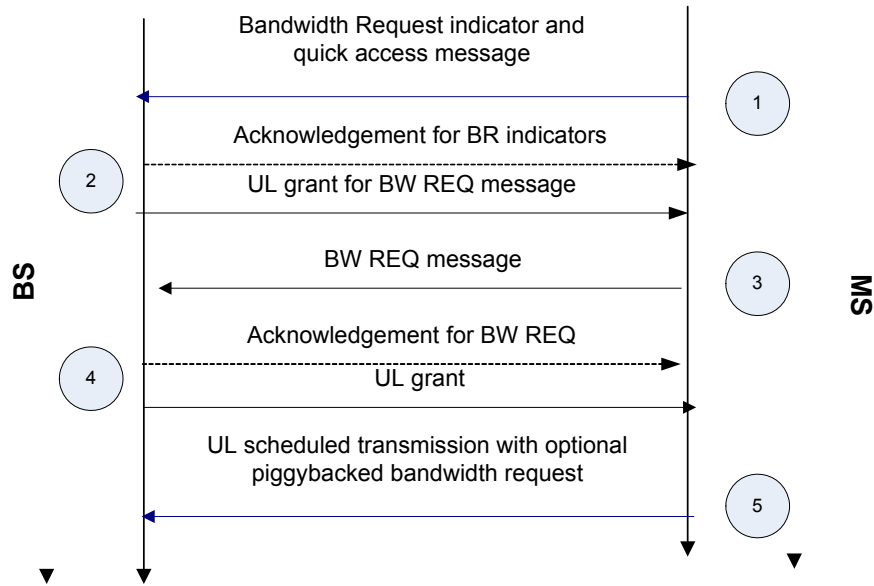 Bandwidth Request indicator and
quick access message
1
Acknowledgement for BR indicators
2
UL grant for BW REQ message
BS
BW REQ message
3
MS
Acknowledgement for BW REQ
4
UL grant
UL scheduled transmission with optional
piggybacked bandwidth request
5